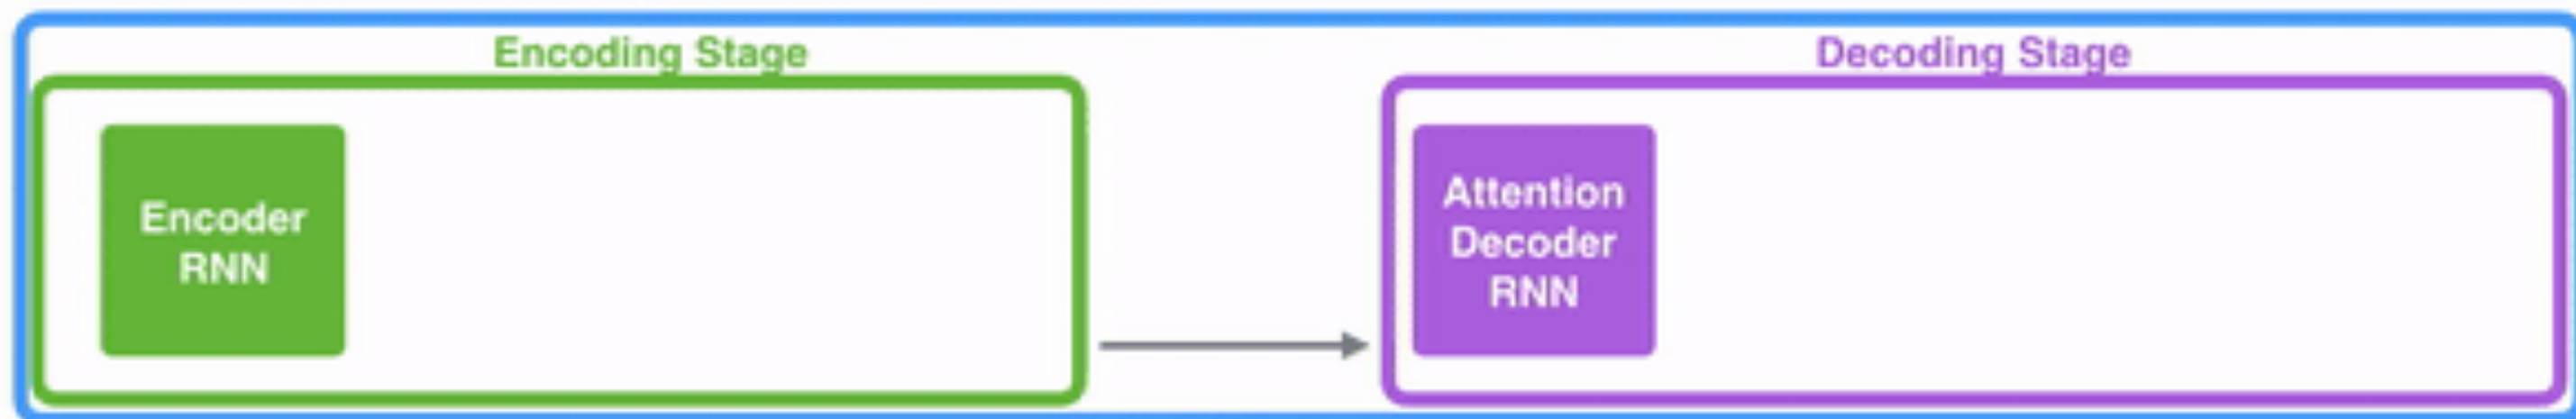 Encoding Stage
Decoding Stage
Encoder
RNN
Attention
Decoder
RNN